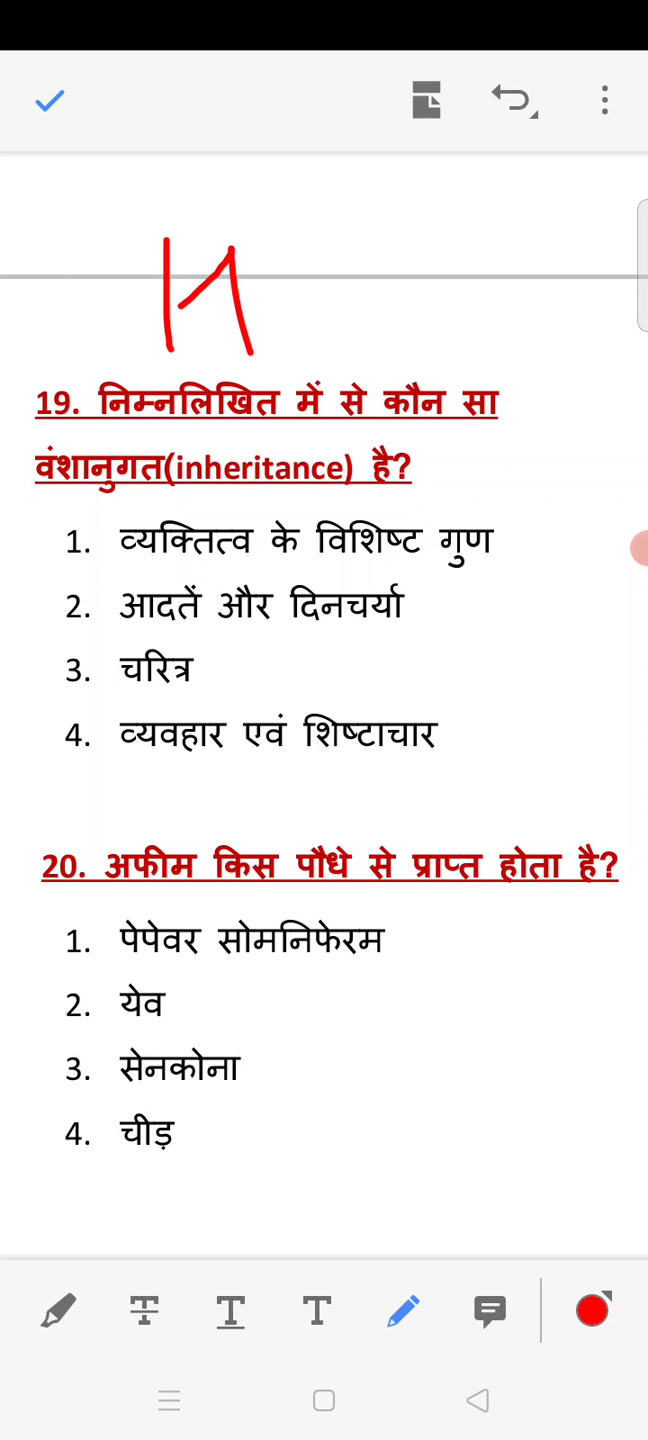 19. निम्नलिखित में से कौन सा
वंशानुगत(inheritance) है?
1. व्यक्तित्व के विशिष्ट गुण
2. आदतें और दिनचर्या
3. चरित्र
4. व्यवहार एवं शिष्टाचार
20. अफीम किस पौधे से प्राप्त होता है?
1. पेपेवर सोमनिफेरम
2. येव
3. सेनकोना
4. चीड़